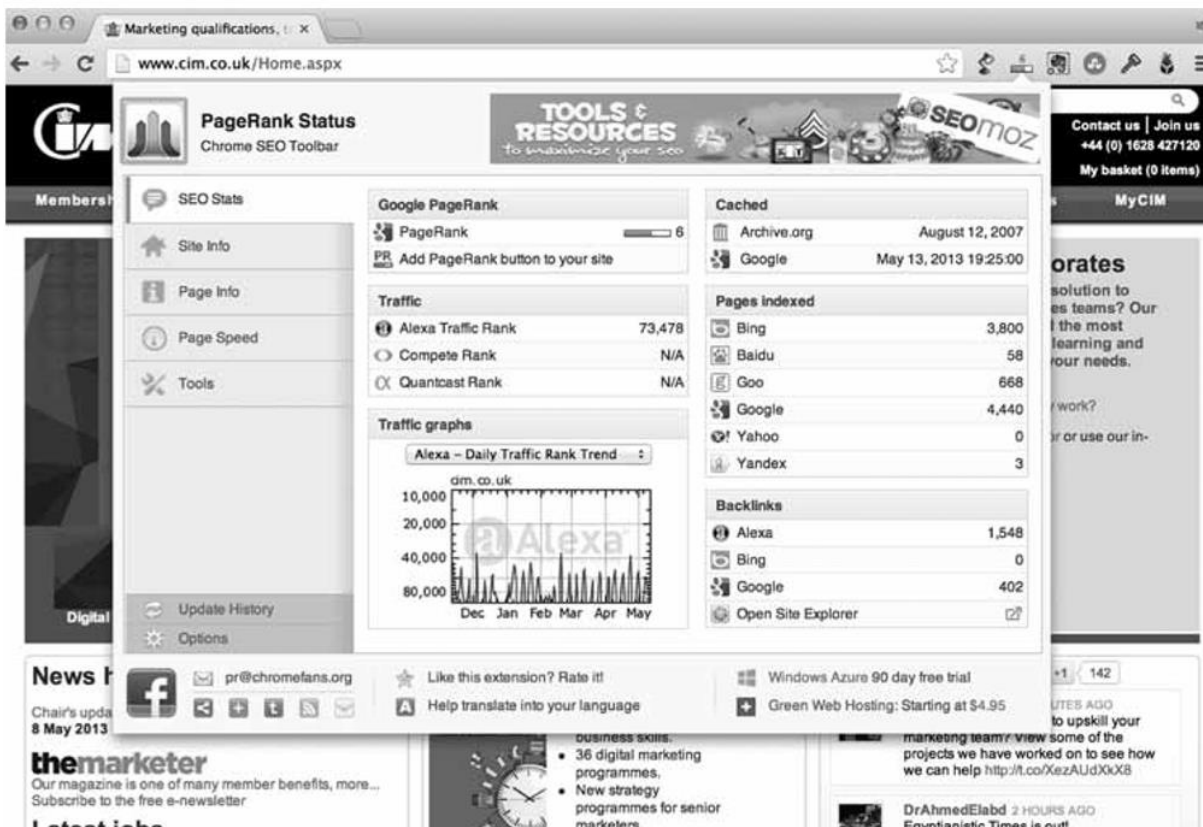 Marketing qualifications, t
www.cim.co.uk/Home.aspx
PageRank Status
Chrome SEO Toolbar
TOOLS &
RESOURCES
to maximize your seo
SEOmoz
Contact us | Join us
+44 (0) 1628 427120
My basket (0 items)
Membersh
MyCIM
SEO Stats
Site Info
Page Info
Page Speed
Tools
Update History
Options
Google PageRank
PageRank 6
PR Add PageRank button to your site
Traffic
Alexa Traffic Rank 73,478
Compete Rank N/A
Quantcast Rank N/A
Traffic graphs
Alexa – Daily Traffic Rank Trend
cim.co.uk
Alexa
10,000
20,000
40,000
80,000
Dec Jan Feb Mar Apr May
Cached
Archive.org August 12, 2007
Google May 13, 2013 19:25:00
Pages indexed
Bing 3,800
Baidu 58
Goo 668
Google 4,440
Yahoo 0
Yandex 3
Backlinks
Alexa 1,548
Bing 0
Google 402
Open Site Explorer
orates
solution to
es teams? Our
the most
learning and
your needs.
work?
or or use our in-
Digital
pr@chromefans.org
Like this extension? Rate it!
Help translate into your language
Windows Azure 90 day free trial
Green Web Hosting: Starting at $4.95
News h
Chair's upda
8 May 2013
themarketer
Our magazine is one of many member benefits, more...
Subscribe to the free e-newsletter
Latest jobs
business skills.
• 36 digital marketing
programmes.
• New strategy
programmes for senior
marketers
+1 142
UTES AGO
to upskill your
marketing team? View some of the
projects we have worked on to see how
we can help http://t.co/XezAUdXkX8
DrAhmedElabd 2 HOURS AGO
Egyptianistic Times is out!